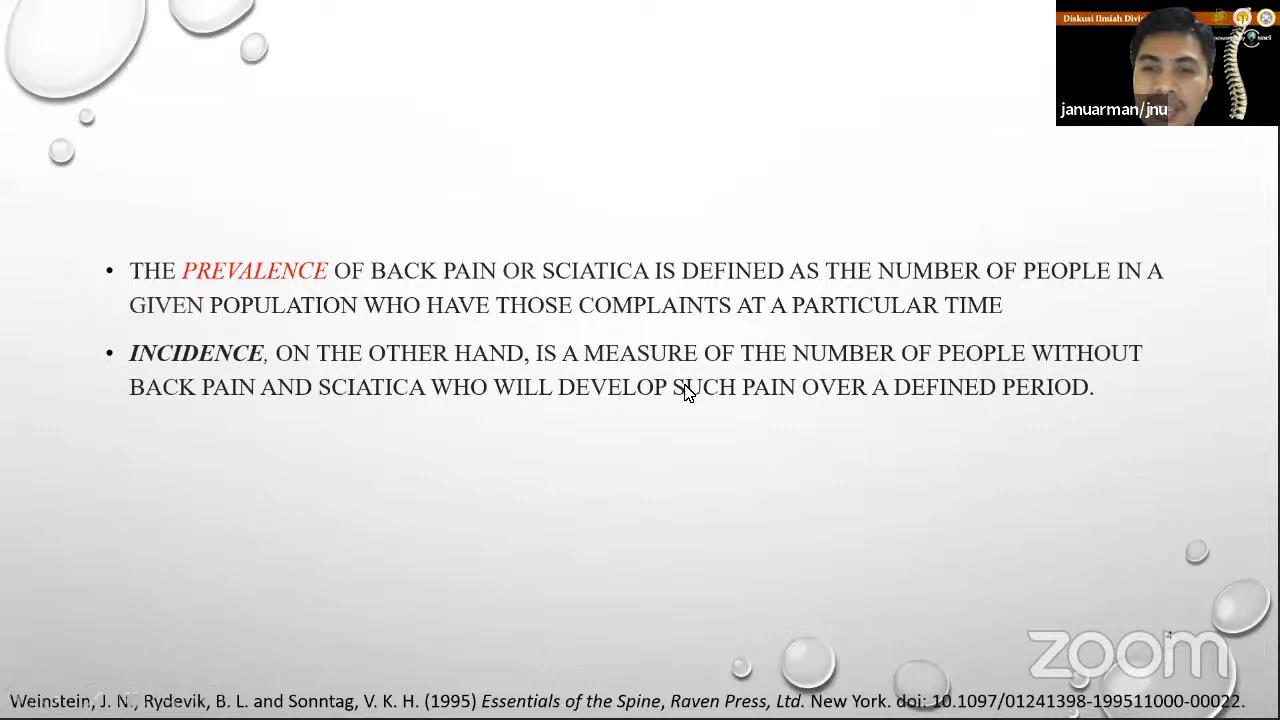 Diskusi Ilmiah Divi
januarman/jnu
• THE PREVALENCE OF BACK PAIN OR SCIATICA IS DEFINED AS THE NUMBER OF PEOPLE IN A
GIVEN POPULATION WHO HAVE THOSE COMPLAINTS AT A PARTICULAR TIME
• INCIDENCE, ON THE OTHER HAND, IS A MEASURE OF THE NUMBER OF PEOPLE WITHOUT
BACK PAIN AND SCIATICA WHO WILL DEVELOP SUCH PAIN OVER A DEFINED PERIOD.
4
zoom
Weinstein, J. N., Rydevik, B. L. and Sonntag, V. K. H. (1995) Essentials of the Spine, Raven Press, Ltd. New York. doi: 10.1097/01241398-199511000-00022.